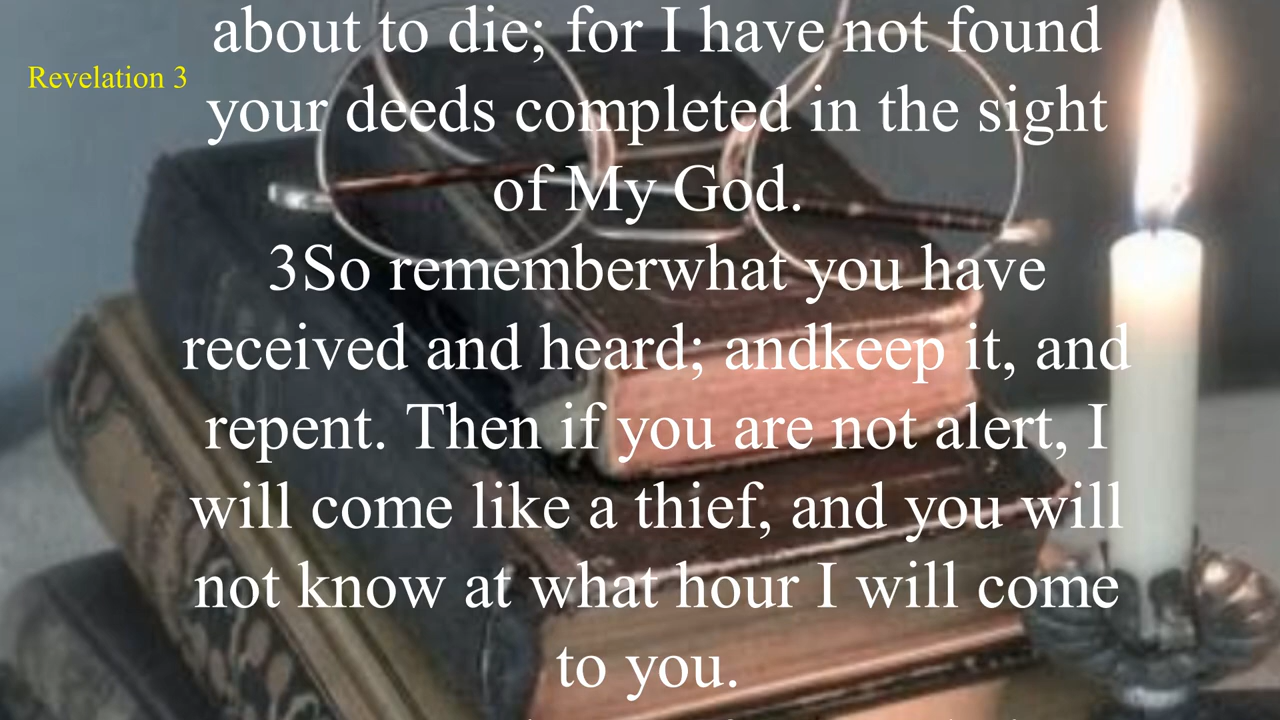 about to die; for I have not found
Revelation 3
your deeds completed in the sight
of My God.
3So rememberwhat you have
received and heard; andkeep it, and
repent. Then if you are not alert, I
will come like a thief, and you will
not know at what hour I will come
to you.